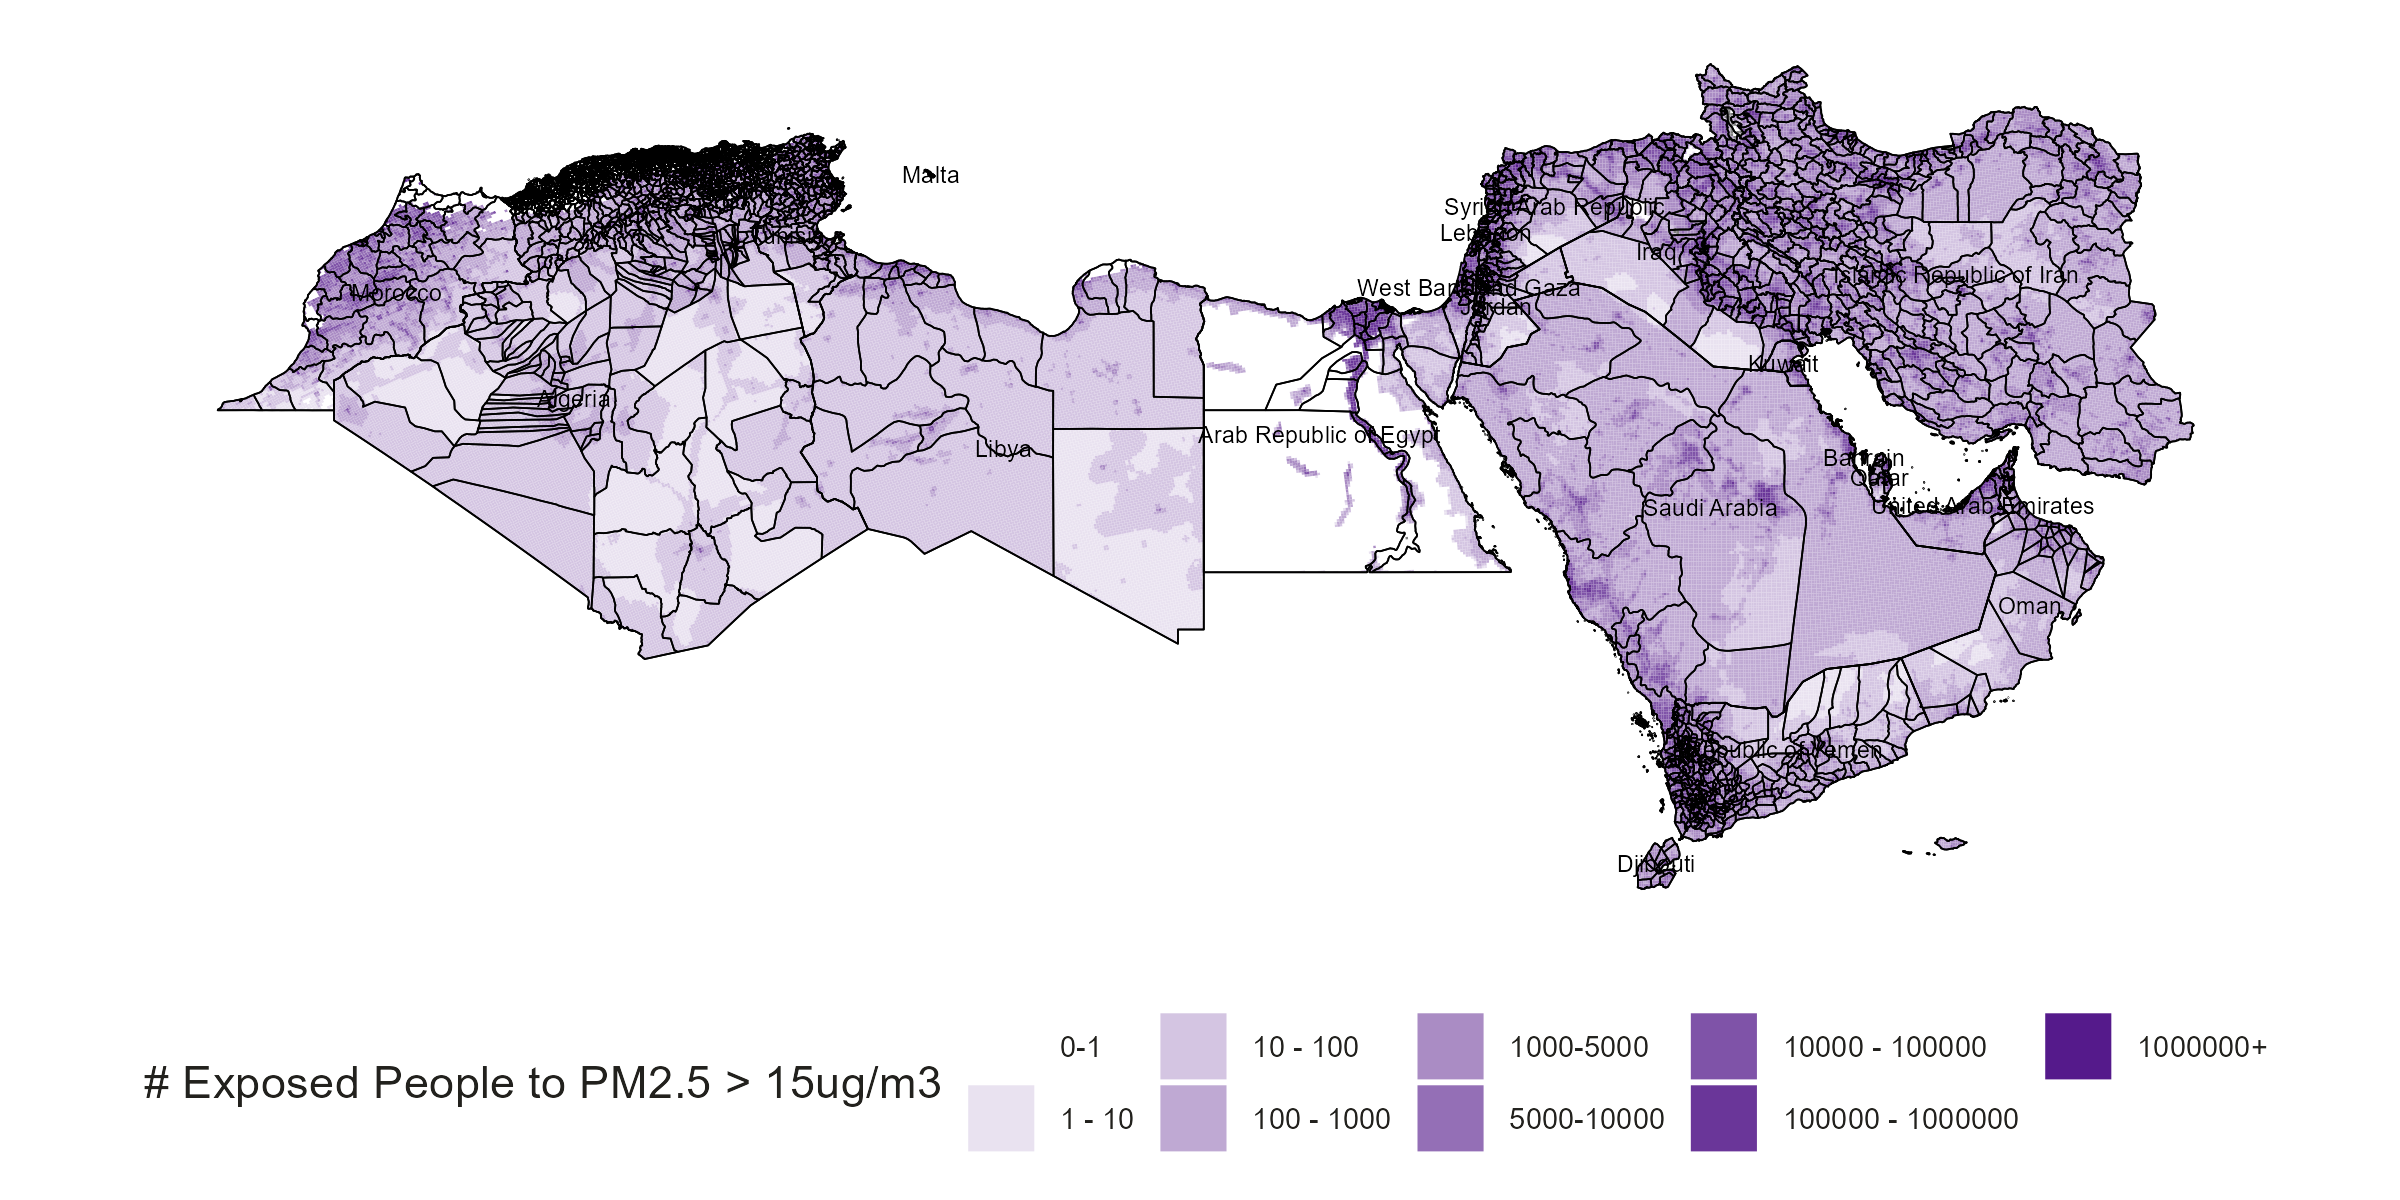 Malta
Syrian Arab Republic
Lebanon
Iraq
Tunisia
Islamic Republic of Iran
West Bank and Gaza
Morocco
Jordan
Kuwait
Algeria
Arab Republic of Egypt
Libya
Bahrain
Qatar
Saudi Arabia
United Arab Emirates
Oman
Republic of Yemen
Djibouti
# Exposed People to PM2.5 > 15ug/m3
0-1
10 - 100
1000-5000
10000 - 100000
1000000+
1 - 10
100 - 1000
5000-10000
100000 - 1000000